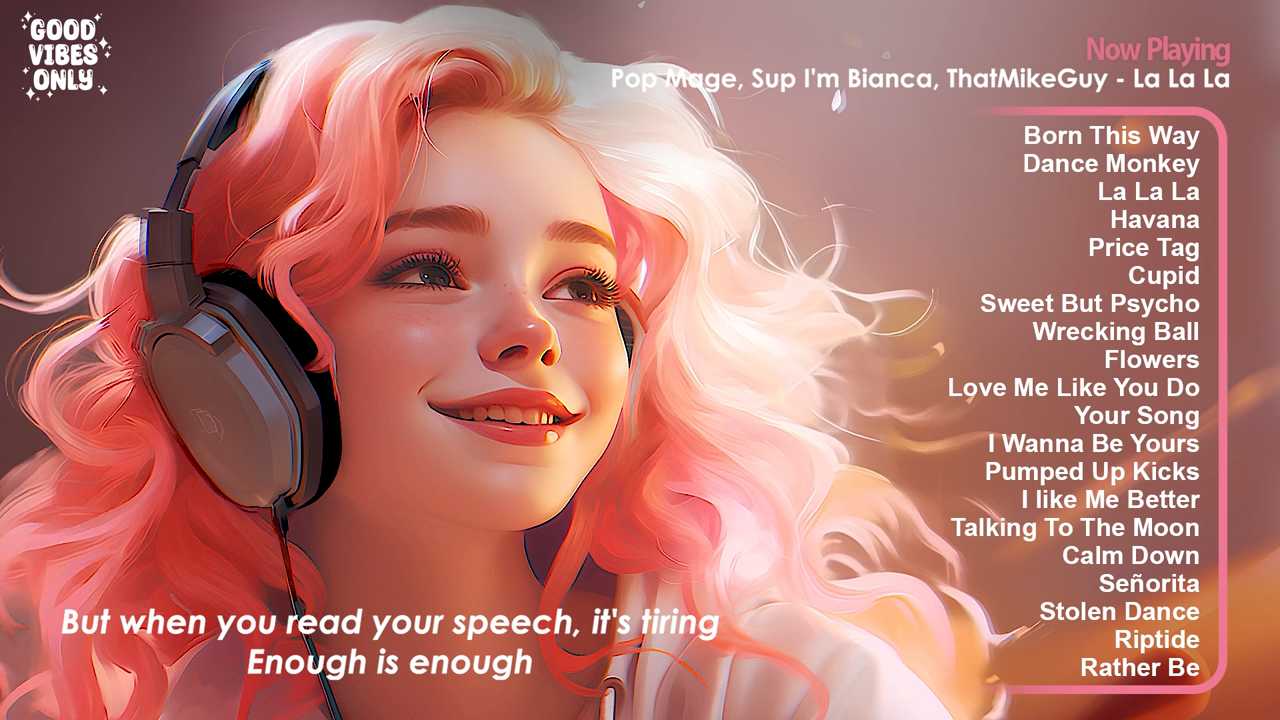 GOOD
VIBES
ONLY
Now Playing
Pop Mage, Sup I'm Bianca, ThatMikeGuy - La La La
Born This Way
Dance Monkey
La La La
Havana
Price Tag
Cupid
Sweet But Psycho
Wrecking Ball
Flowers
Love Me Like You Do
Your Song
I Wanna Be Yours
Pumped Up Kicks
I like Me Better
Talking To The Moon
Calm Down
Señorita
Stolen Dance
Riptide
Rather Be
But when you read your speech, it's tiring
Enough is enough